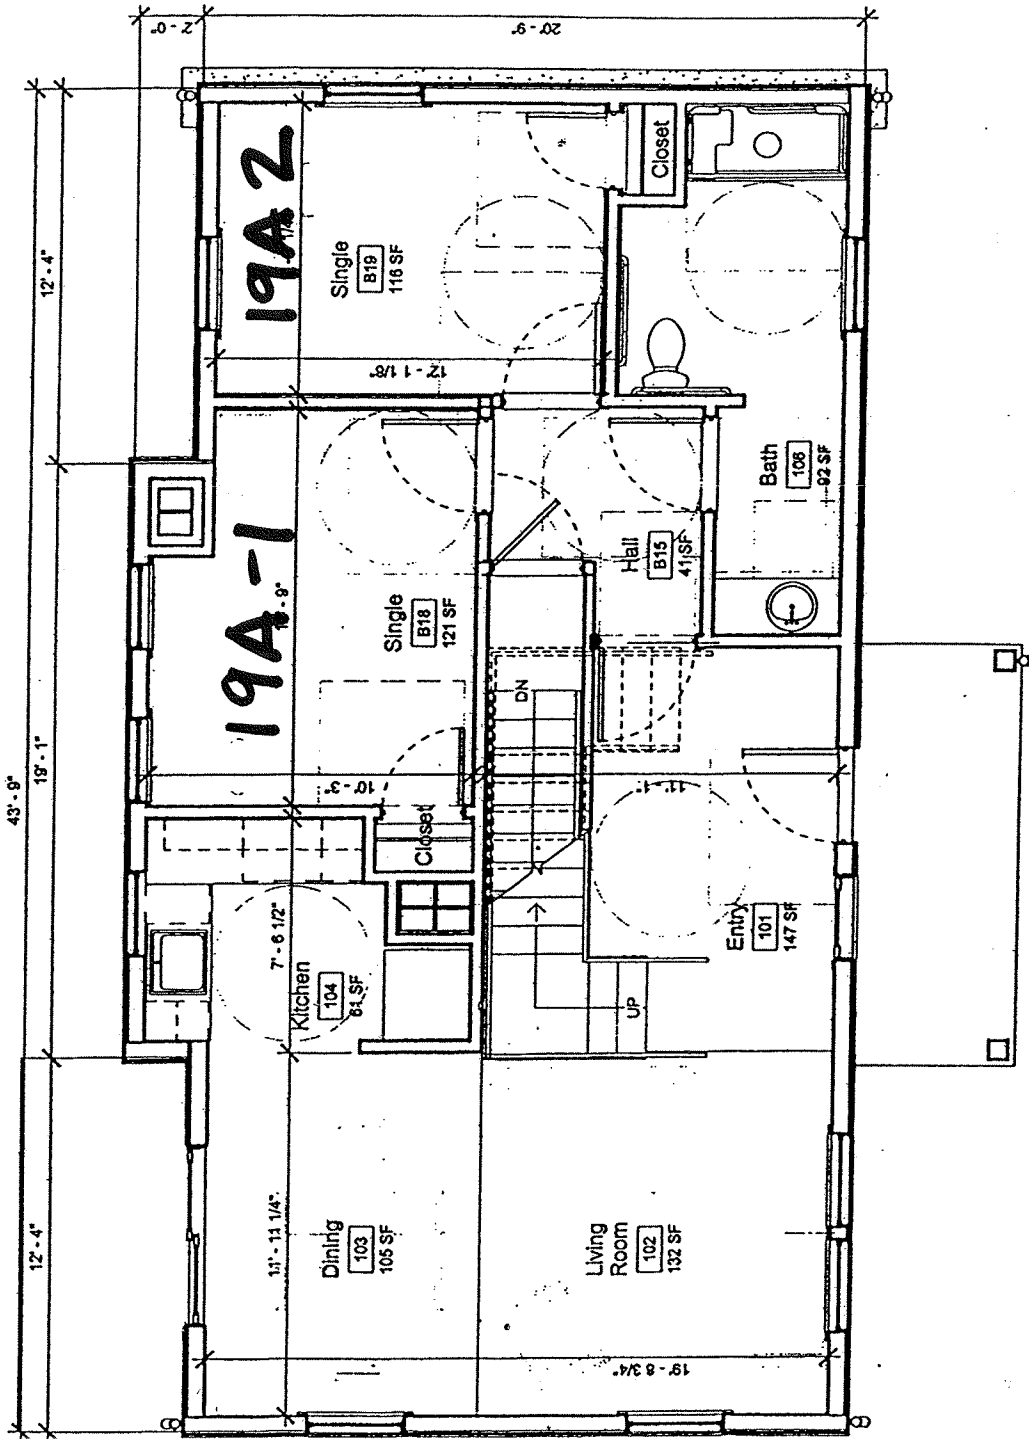 43' - 9"
12' - 4"
19' - 1"
12' - 4"
2' - 0"
20' - 9"
19A-1
19A 2
11' - 11 1/4"
7' - 6 1/2"
Kitchen
104
61 SF
Dining
103
105 SF
Single
B18
121 SF
Single
B19
116 SF
10' - 3"
12' - 1 1/8"
Closet
Closet
DN
UP
Hall
B15
41 SF
Living
Room
102
132 SF
19' - 8 3/4"
11' - 1"
Entry
101
147 SF
Bath
106
92 SF